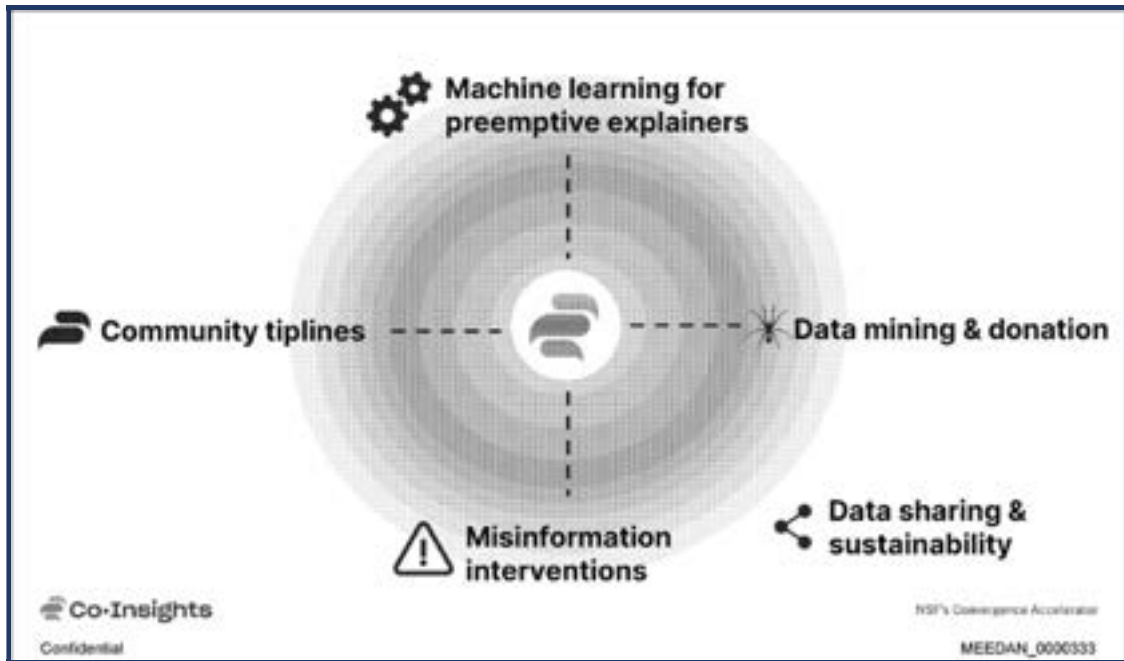 Machine learning for
preemptive explainers
Community tiplines
Data mining & donation
Misinformation
interventions
Data sharing &
sustainability
Co·Insights
NSF's Convergence Accelerator
Confidential
MEEDAN_0000333